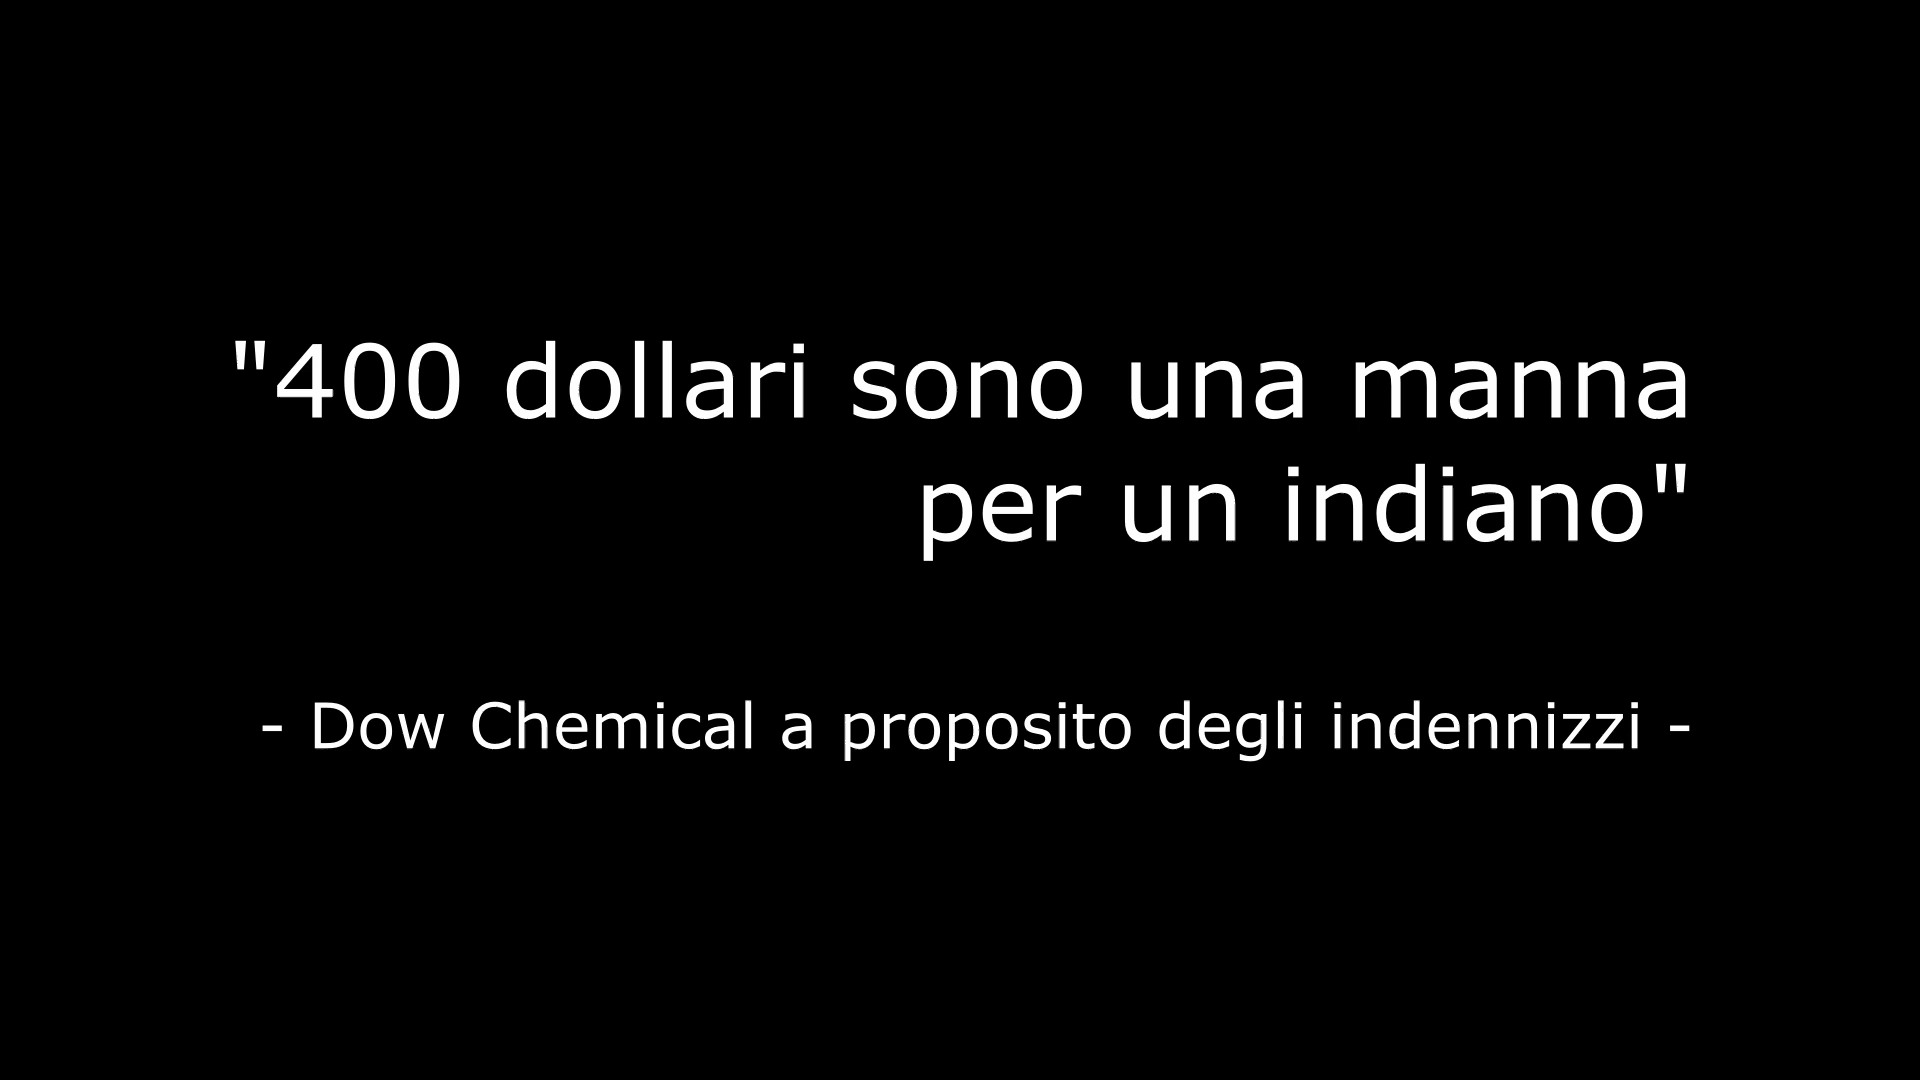 "400 dollari sono una manna
per un indiano"
- Dow Chemical a proposito degli indennizzi -